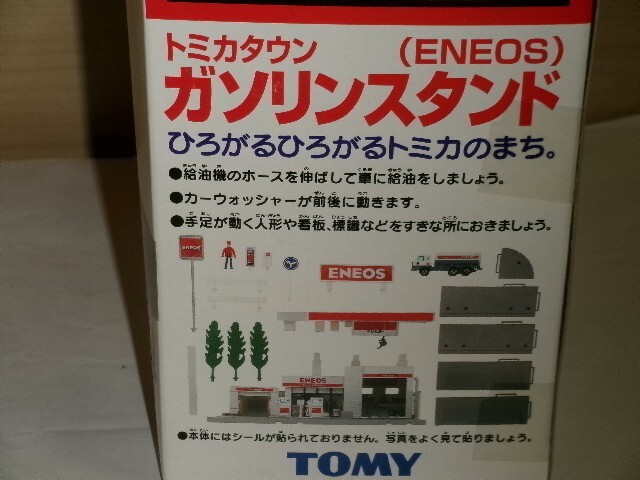 トミカタウン （ENEOS）
ガソリンスタンド
ひろがるひろがるトミカのまち。
●給油機のホースを伸ばして車に給油をしましょう。
●カーウォッシャーが前後に動きます。
●手足が動く人形や看板、標識などをすきな所におきましょう。
ENEOS
ENEOS
●本体にはシールが貼られておりません。写真をよく見て貼りましょう。
TOMY